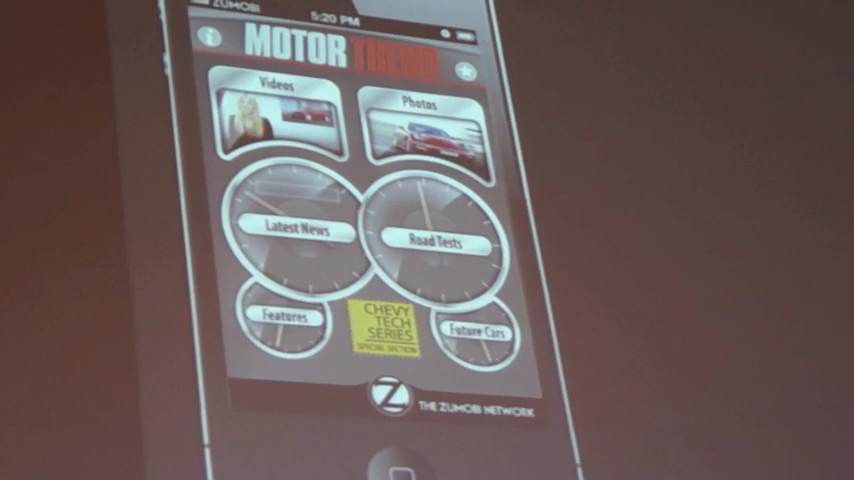 ZUMOBI
5:20 PM
i
MOTOR TREND
Videos
Photos
Latest News
Road Tests
Features
CHEVY
TECH
SERIES
SPECIAL SECTION
Future Cars
Z
THE ZUMOBI NETWORK